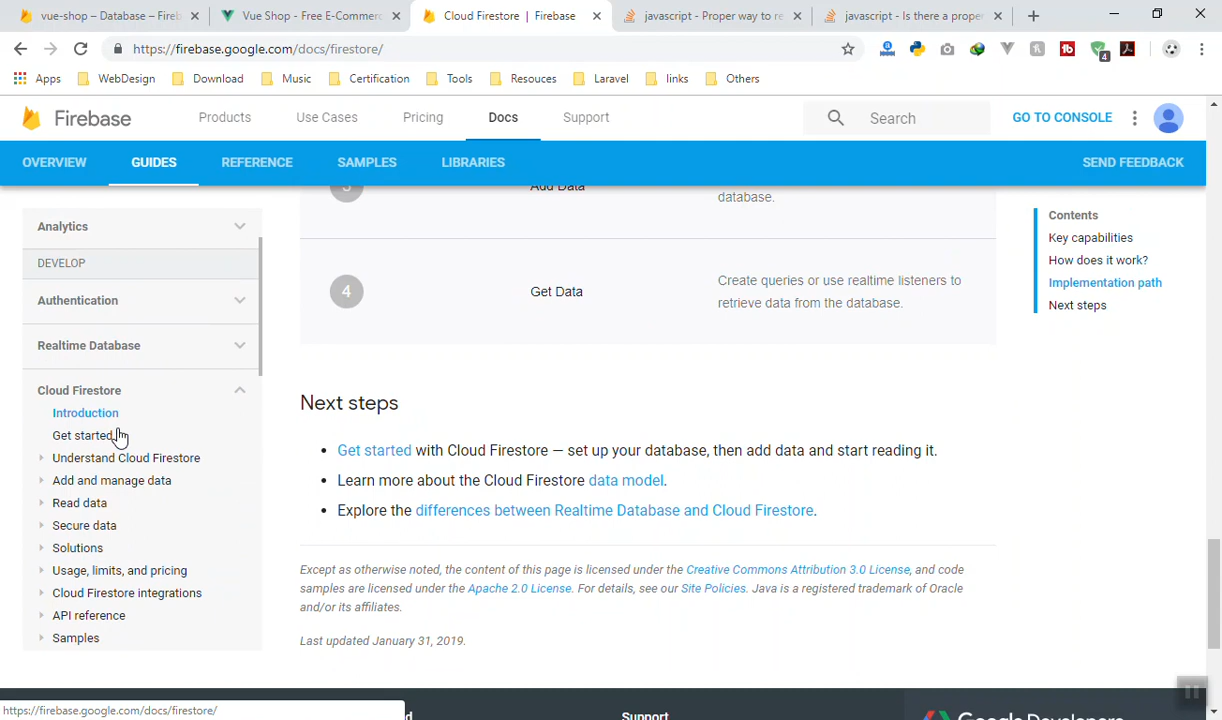 vue-shop - Database – Fireb
Vue Shop - Free E-Commerc
Cloud Firestore | Firebase
javascript - Proper way to re
javascript - Is there a prope
https://firebase.google.com/docs/firestore/
4
Apps
WebDesign
Download
Music
Certification
Tools
Resouces
Laravel
links
Others
Firebase
Products
Use Cases
Pricing
Docs
Support
Search
GO TO CONSOLE
OVERVIEW
GUIDES
REFERENCE
SAMPLES
LIBRARIES
SEND FEEDBACK
Analytics
DEVELOP
Authentication
Realtime Database
Cloud Firestore
Introduction
Get started
Understand Cloud Firestore
Add and manage data
Read data
Secure data
Solutions
Usage, limits, and pricing
Cloud Firestore integrations
API reference
Samples
3
Add Data
database.
4
Get Data
Create queries or use realtime listeners to
retrieve data from the database.
Next steps
Get started with Cloud Firestore — set up your database, then add data and start reading it.
Learn more about the Cloud Firestore data model.
Explore the differences between Realtime Database and Cloud Firestore.
Except as otherwise noted, the content of this page is licensed under the Creative Commons Attribution 3.0 License, and code
samples are licensed under the Apache 2.0 License. For details, see our Site Policies. Java is a registered trademark of Oracle
and/or its affiliates.
Last updated January 31, 2019.
Contents
Key capabilities
How does it work?
Implementation path
Next steps
https://firebase.google.com/docs/firestore/
Support
Google Developers